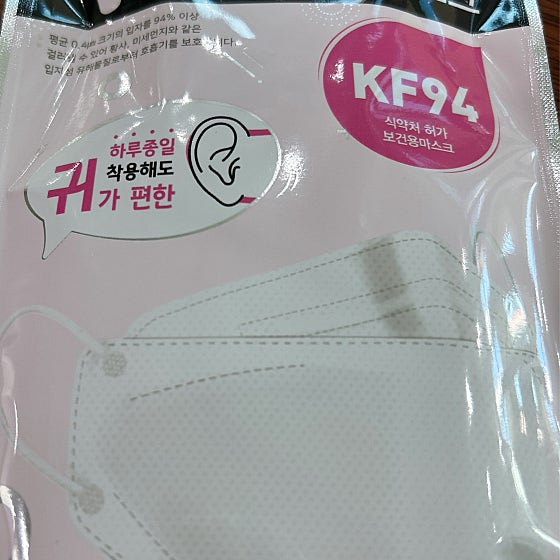 평균 0.4㎛ 크기의 입자를 94% 이상
걸러낼 수 있어 황사, 미세먼지와 같은
입자성 유해물질로부터 호흡기를 보호합니다.
KF94
식약처 허가
보건용마스크
하루종일
착용해도
귀가 편한